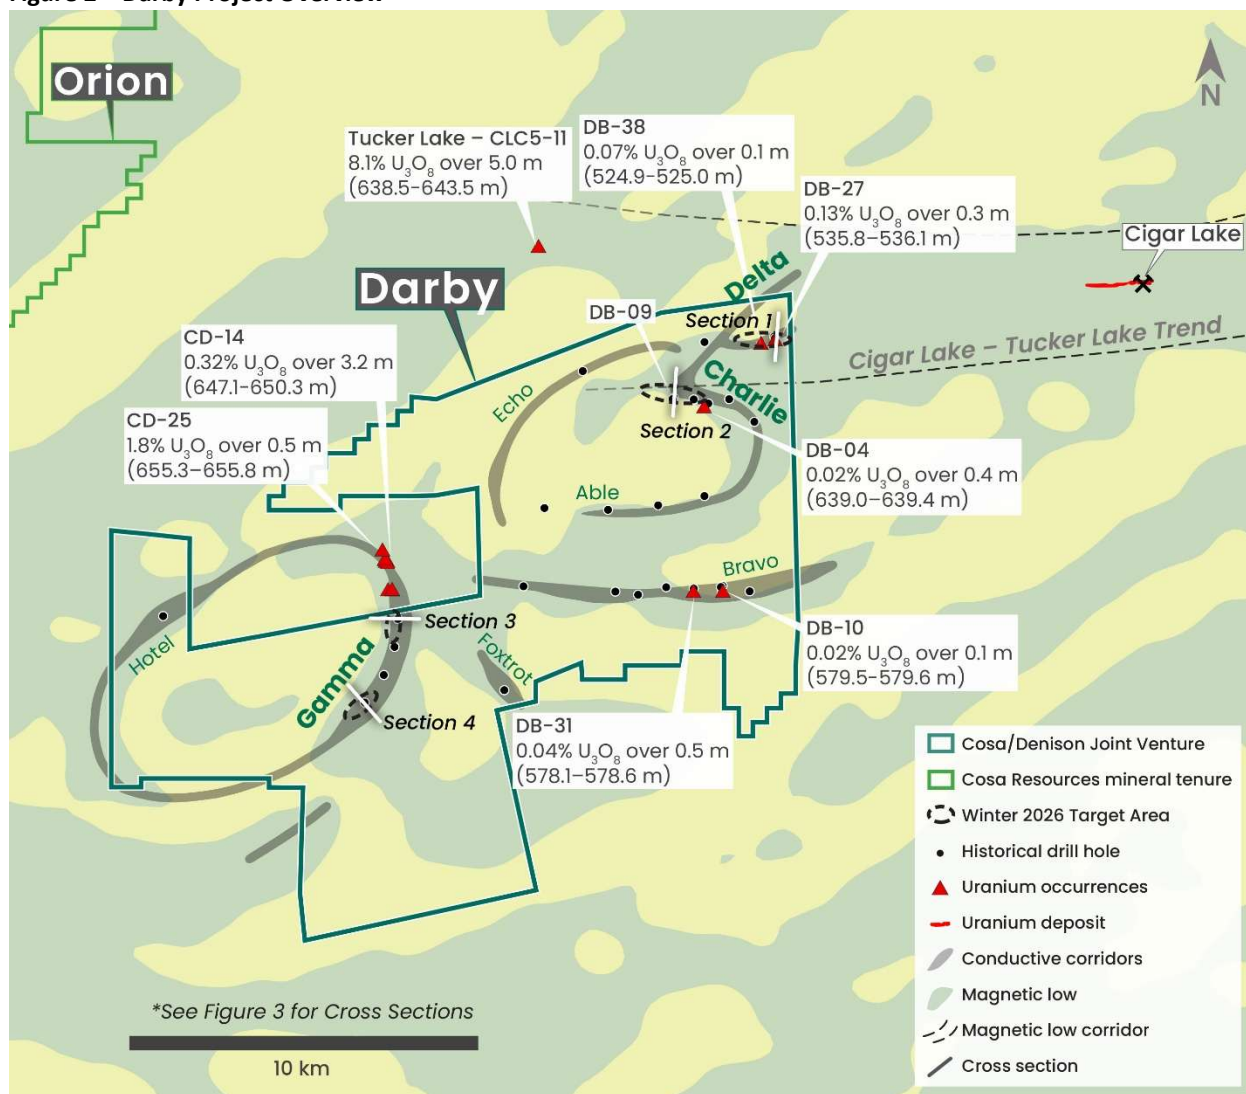 Orion
N
Tucker Lake – CLC5-11
8.1% U₃O₈ over 5.0 m
(638.5-643.5 m)
DB-38
0.07% U₃O₈ over 0.1 m
(524.9-525.0 m)
DB-27
0.13% U₃O₈ over 0.3 m
(535.8–536.1 m)
Cigar Lake
Darby
Delta
DB-09
Section 1
Cigar Lake – Tucker Lake Trend
CD-14
0.32% U₃O₈ over 3.2 m
(647.1-650.3 m)
Echo
Charlie
Section 2
CD-25
1.8% U₃O₈ over 0.5 m
(655.3–655.8 m)
DB-04
0.02% U₃O₈ over 0.4 m
(639.0–639.4 m)
Able
Bravo
Section 3
DB-10
0.02% U₃O₈ over 0.1 m
(579.5-579.6 m)
Hotel
Gamma
Foxtrot
Section 4
DB-31
0.04% U₃O₈ over 0.5 m
(578.1–578.6 m)
Cosa/Denison Joint Venture
Cosa Resources mineral tenure
Winter 2026 Target Area
Historical drill hole
Uranium occurrences
Uranium deposit
Conductive corridors
Magnetic low
Magnetic low corridor
Cross section
*See Figure 3 for Cross Sections
10 km